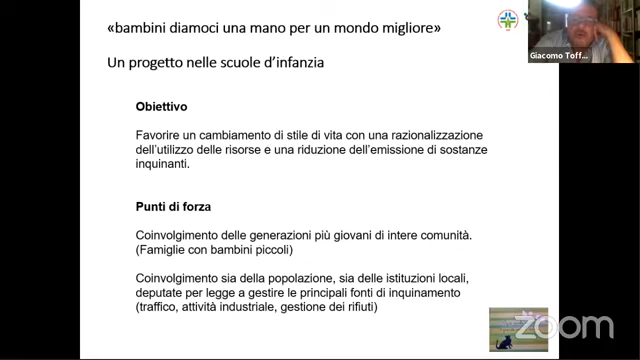 «bambini diamoci una mano per un mondo migliore»
Un progetto nelle scuole d’infanzia
Giacomo Toff...
Obiettivo
Favorire un cambiamento di stile di vita con una razionalizzazione
dell’utilizzo delle risorse e una riduzione dell’emissione di sostanze
inquinanti.
Punti di forza
Coinvolgimento delle generazioni più giovani di intere comunità.
(Famiglie con bambini piccoli)
Coinvolgimento sia della popolazione, sia delle istituzioni locali,
deputate per legge a gestire le principali fonti di inquinamento
(traffico, attività industriale, gestione dei rifiuti)
zoom